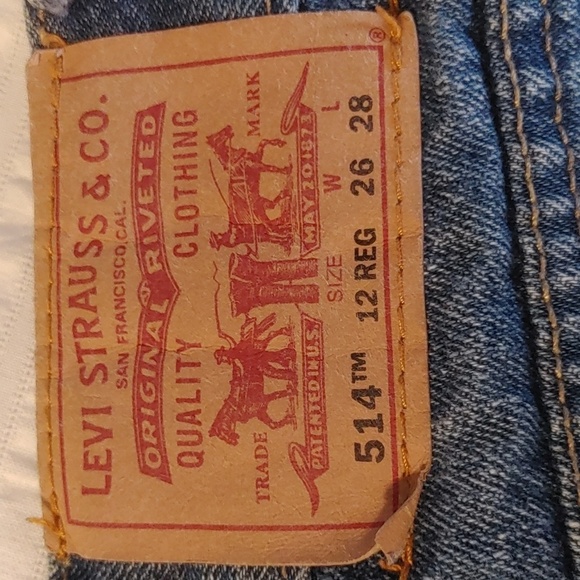 LEVI STRAUSS & CO.
SAN FRANCISCO, CAL.
ORIGINAL RIVETED
QUALITY CLOTHING
TRADE MARK
PATENTED IN U.S. MAY 20 1873
SIZE W L
514™ 12 REG 26 28
®